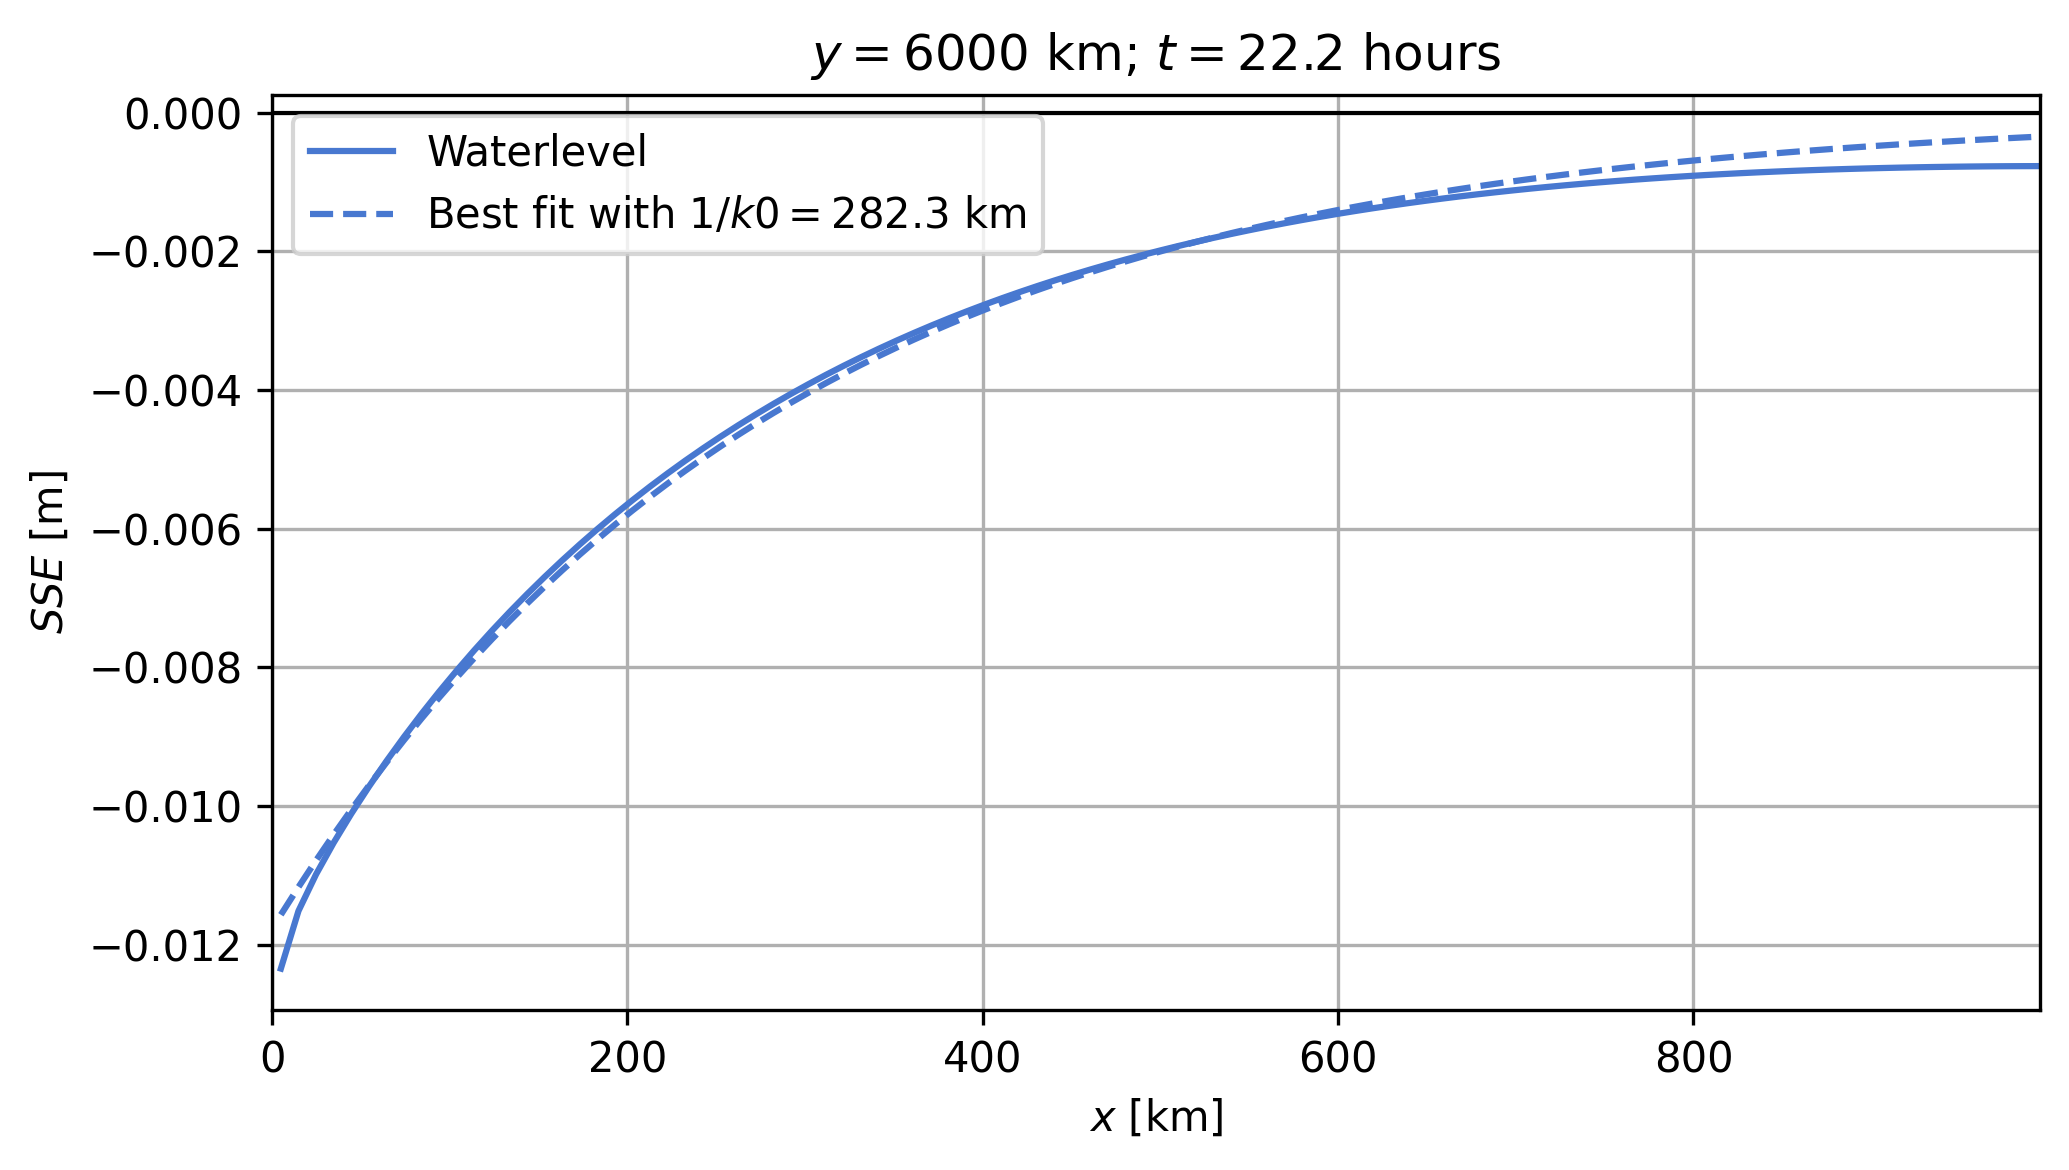 y = 6000 km; t = 22.2 hours
0.000
−0.002
−0.004
−0.006
−0.008
−0.010
−0.012
SSE [m]
Waterlevel
Best fit with 1/k0 = 282.3 km
0 200 400 600 800
x [km]